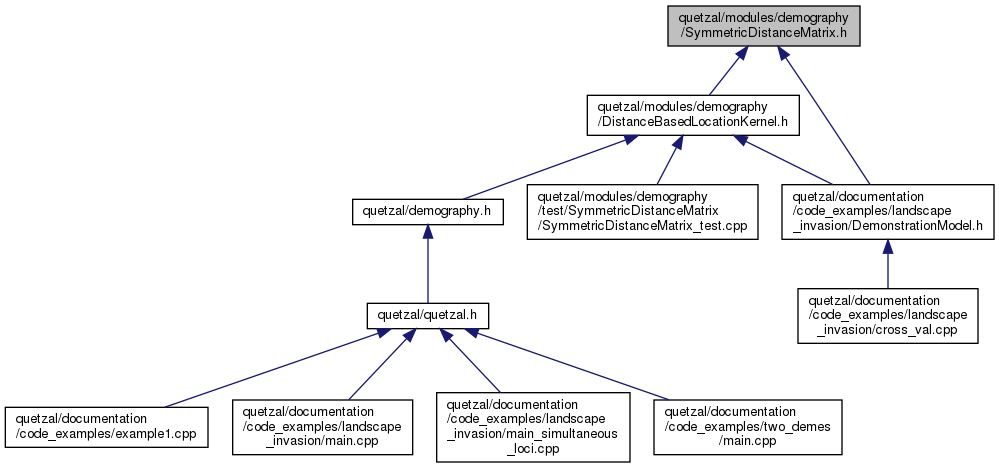 quetzal/modules/demography
/SymmetricDistanceMatrix.h
quetzal/modules/demography
/DistanceBasedLocationKernel.h
quetzal/demography.h
quetzal/modules/demography
/test/SymmetricDistanceMatrix
/SymmetricDistanceMatrix_test.cpp
quetzal/documentation
/code_examples/landscape
_invasion/DemonstrationModel.h
quetzal/quetzal.h
quetzal/documentation
/code_examples/landscape
_invasion/cross_val.cpp
quetzal/documentation
/code_examples/example1.cpp
quetzal/documentation
/code_examples/landscape
_invasion/main.cpp
quetzal/documentation
/code_examples/landscape
_invasion/main_simultaneous
_loci.cpp
quetzal/documentation
/code_examples/two_demes
/main.cpp